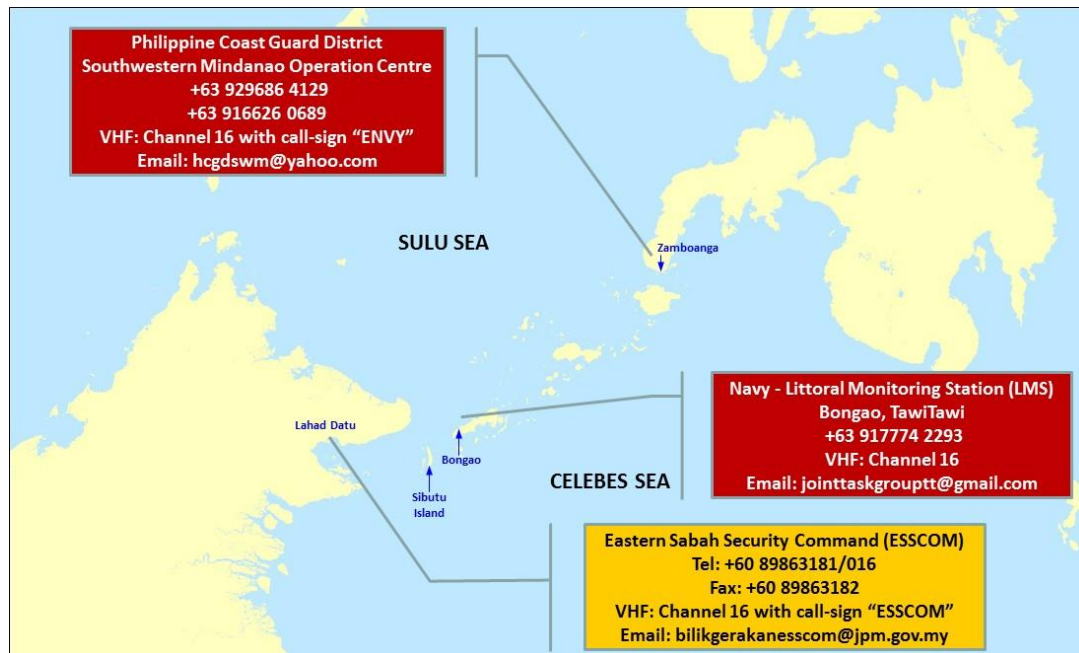 Philippine Coast Guard District
Southwestern Mindanao Operation Centre
+63 929686 4129
+63 916626 0689
VHF: Channel 16 with call-sign “ENVY”
Email: hcgdswm@yahoo.com
SULU SEA
Zamboanga
Navy - Littoral Monitoring Station (LMS)
Bongao, TawiTawi
+63 917774 2293
VHF: Channel 16
Email: jointtaskgrouptt@gmail.com
Lahad Datu
Bongao
Sibutu
Island
CELEBES SEA
Eastern Sabah Security Command (ESSCOM)
Tel: +60 89863181/016
Fax: +60 89863182
VHF: Channel 16 with call-sign “ESSCOM”
Email: bilikgerakanesscom@jpm.gov.my